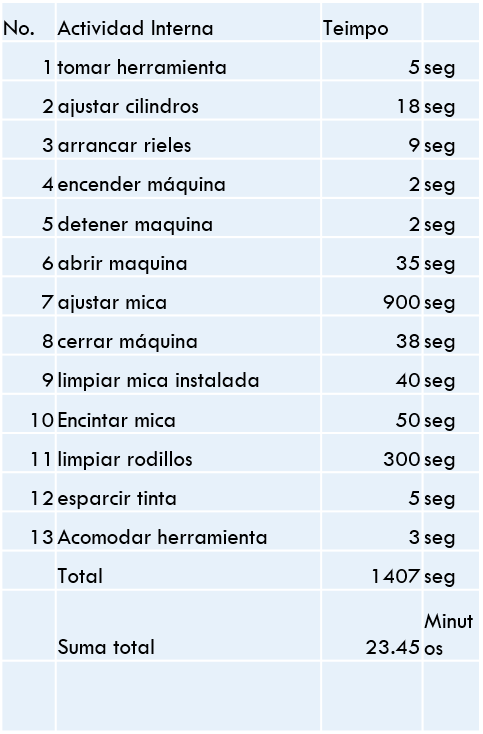 No. Actividad Interna Teimpo
1 tomar herramienta 5 seg
2 ajustar cilindros 18 seg
3 arrancar rieles 9 seg
4 encender máquina 2 seg
5 detener maquina 2 seg
6 abrir maquina 35 seg
7 ajustar mica 900 seg
8 cerrar máquina 38 seg
9 limpiar mica instalada 40 seg
10 Encintar mica 50 seg
11 limpiar rodillos 300 seg
12 esparcir tinta 5 seg
13 Acomodar herramienta 3 seg
Total 1407 seg
Minut
Suma total 23.45 os